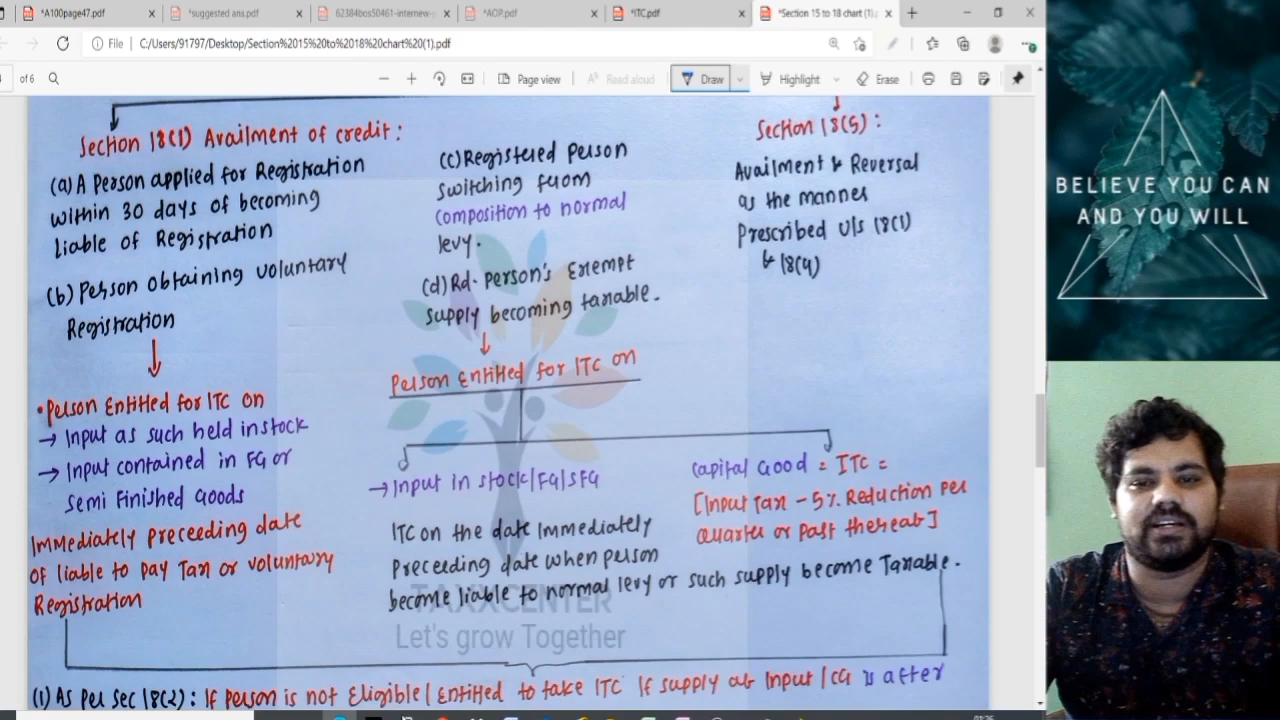 *A100page47.pdf
*suggested ans.pdf
62384bos50461-internew-
*AOP.pdf
*ITC.pdf
*Section 15 to 18 chart (1).
File
C:/Users/91797/Desktop/Section%2015%20to%2018%20chart%20(1).pdf
of 6
Page view
Read aloud
Draw
Highlight
Erase
Section 18(1) Availment of credit:
(a) A Person applied for Registration
within 30 days of becoming
liable of Registration
(b) Person obtaining voluntary
Registration
(c) Registered Person
Switching from
composition to normal
levy.
(d) Rd. Person's Exempt
supply becoming taxable.
Section 18(5):
Availment & Reversal
as the manner
Prescribed u/s 18(1)
& 18(4)
• Person Entitled for ITC on
→ Input as such held in stock
→ Input contained in FG or
Semi Finished Goods
Immediately preceeding date
of liable to pay Tax or voluntary
Registration
Person Entitled for ITC on
→ Input in stock/FG/SFG
ITC on the date Immediately
Preceeding date when person
become liable to normal levy or such supply become Taxable.
Capital Good = ITC =
[Input Tax - 5% Reduction Per
Quarter or Part thereof]
TAXXCENTER
Let's grow Together
(1) As Per Sec 18(2): If Person is not Eligible/Entitled to take ITC If supply of Input/CG is after
BELIEVE YOU CAN
AND YOU WILL